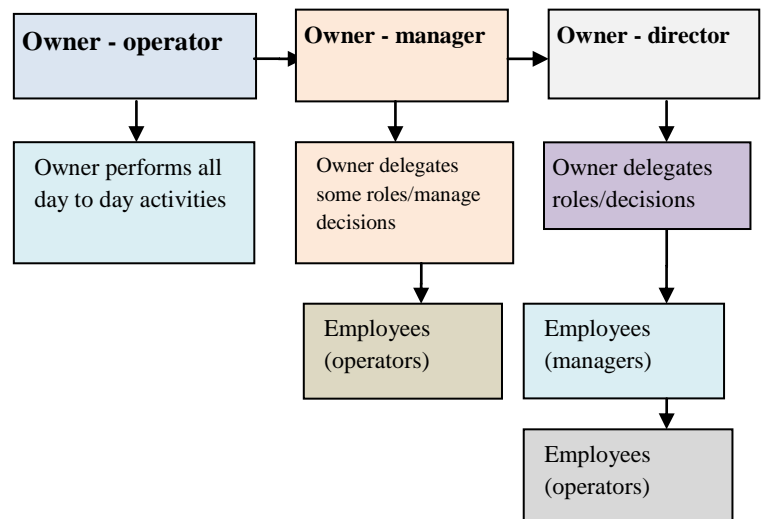 Owner - operator
Owner - manager
Owner - director
Owner performs all
day to day activities
Owner delegates
some roles/manage
decisions
Owner delegates
roles/decisions
Employees
(operators)
Employees
(managers)
Employees
(operators)